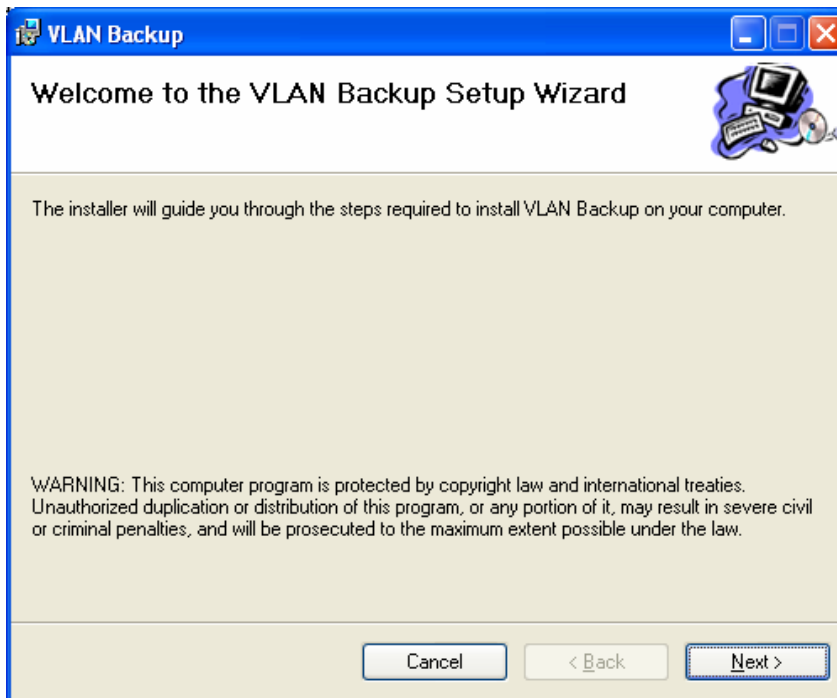 VLAN Backup
Welcome to the VLAN Backup Setup Wizard
The installer will guide you through the steps required to install VLAN Backup on your computer.
WARNING: This computer program is protected by copyright law and international treaties.
Unauthorized duplication or distribution of this program, or any portion of it, may result in severe civil
or criminal penalties, and will be prosecuted to the maximum extent possible under the law.
Cancel
< Back
Next >